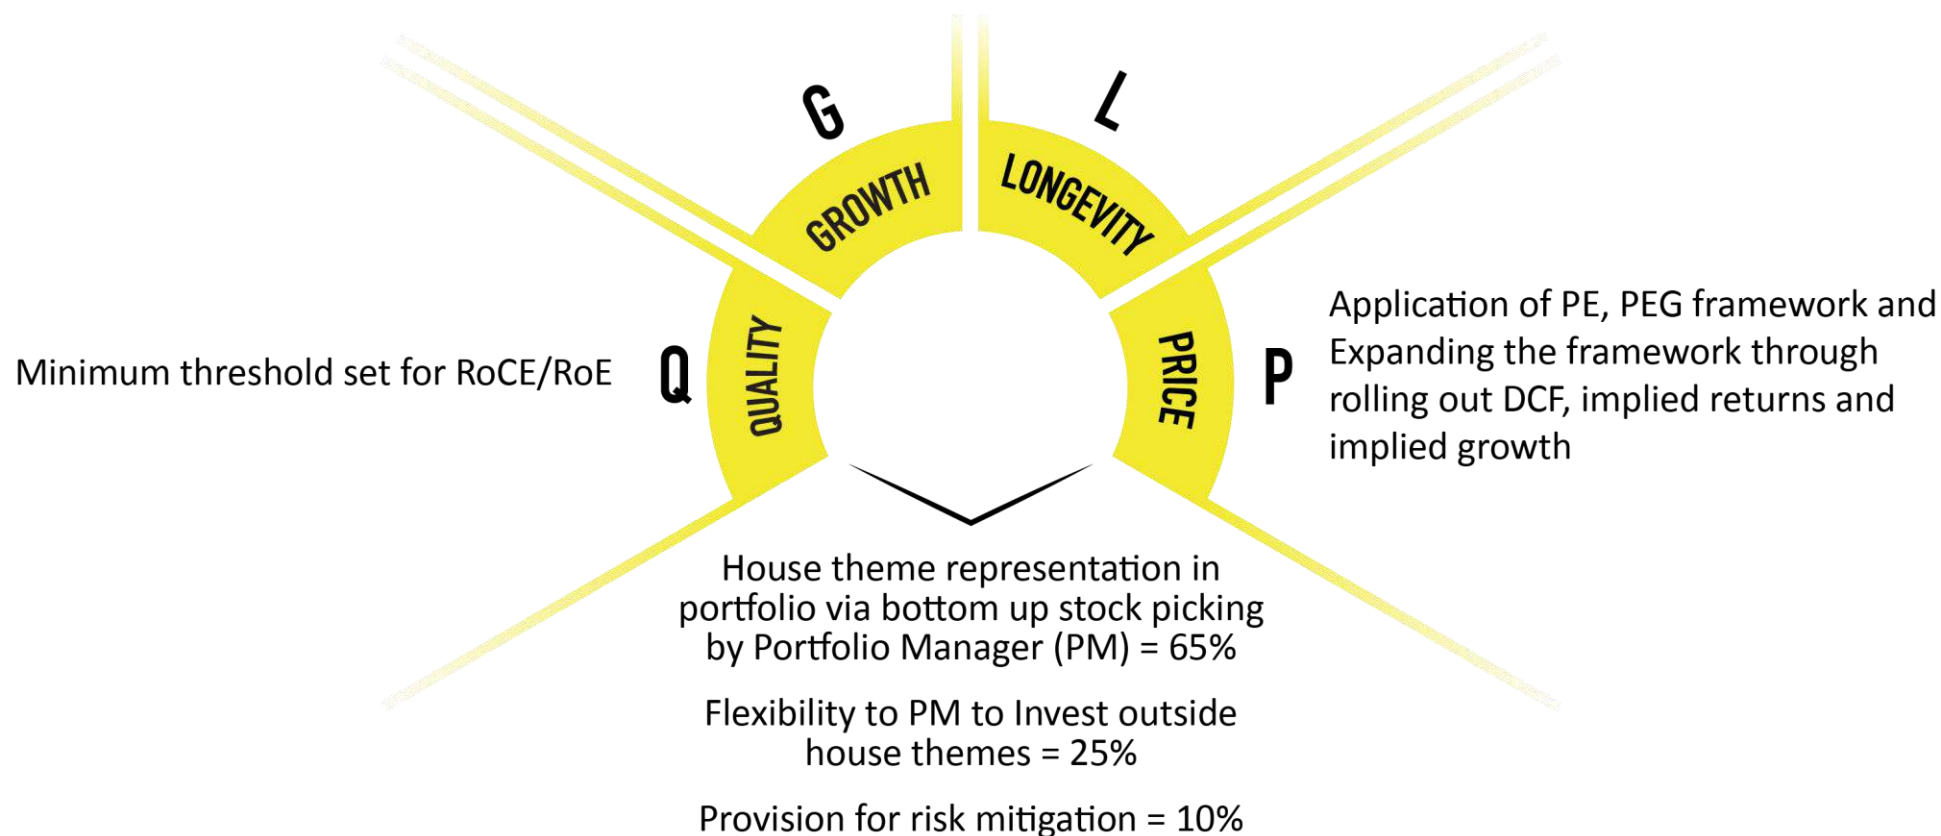 G
L
GROWTH
LONGEVITY
Minimum threshold set for RoCE/RoE
Q
QUALITY
PRICE
P
Application of PE, PEG framework and
Expanding the framework through
rolling out DCF, implied returns and
implied growth
House theme representation in
portfolio via bottom up stock picking
by Portfolio Manager (PM) = 65%
Flexibility to PM to Invest outside
house themes = 25%
Provision for risk mitigation = 10%